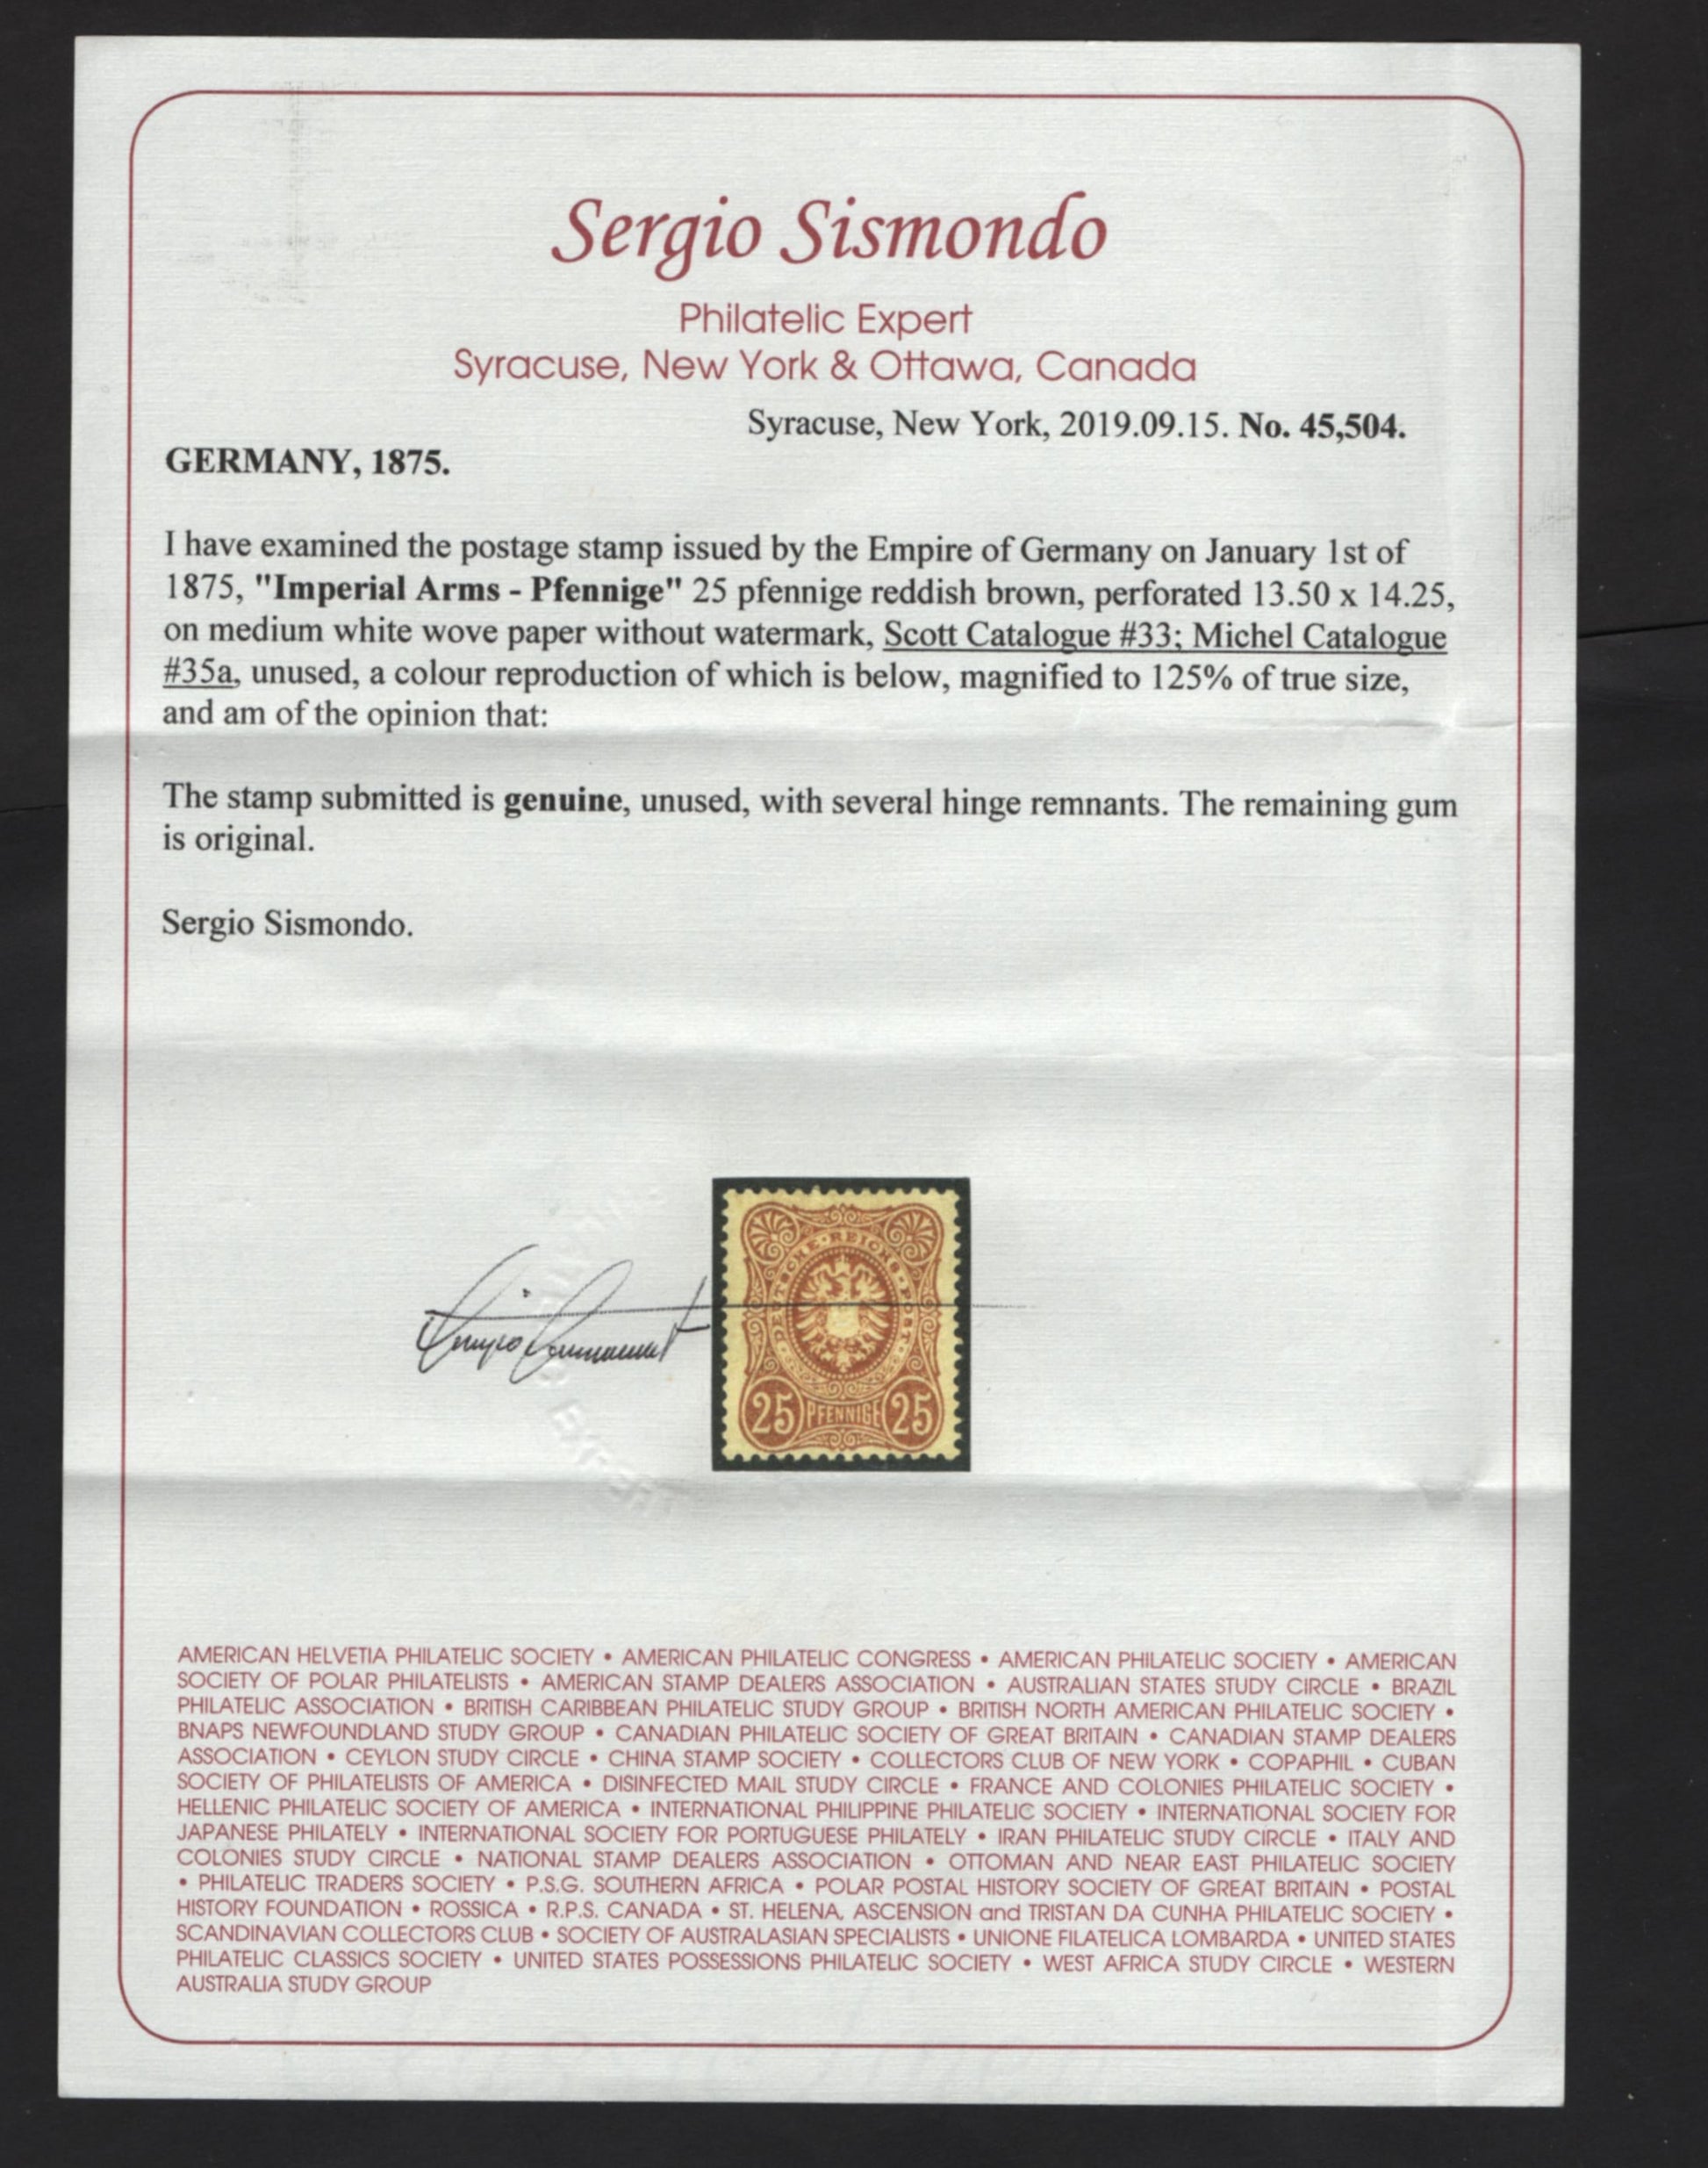 Sergio Sismondo
Philatelic Expert
Syracuse, New York & Ottawa, Canada
Syracuse, New York, 2019.09.15. No. 45,504.
GERMANY, 1875.
I have examined the postage stamp issued by the Empire of Germany on January 1st of
1875, "Imperial Arms - Pfennige" 25 pfennige reddish brown, perforated 13.50 x 14.25,
on medium white wove paper without watermark, Scott Catalogue #33; Michel Catalogue
#35a, unused, a colour reproduction of which is below, magnified to 125% of true size,
and am of the opinion that:
The stamp submitted is genuine, unused, with several hinge remnants. The remaining gum
is original.
Sergio Sismondo.
DEUTSCHE·REICHS·POST
25 PFENNIGE 25
EXPERT
AMERICAN HELVETIA PHILATELIC SOCIETY • AMERICAN PHILATELIC CONGRESS • AMERICAN PHILATELIC SOCIETY • AMERICAN
SOCIETY OF POLAR PHILATELISTS • AMERICAN STAMP DEALERS ASSOCIATION • AUSTRALIAN STATES STUDY CIRCLE • BRAZIL
PHILATELIC ASSOCIATION • BRITISH CARIBBEAN PHILATELIC STUDY GROUP • BRITISH NORTH AMERICAN PHILATELIC SOCIETY •
BNAPS NEWFOUNDLAND STUDY GROUP • CANADIAN PHILATELIC SOCIETY OF GREAT BRITAIN • CANADIAN STAMP DEALERS
ASSOCIATION • CEYLON STUDY CIRCLE • CHINA STAMP SOCIETY • COLLECTORS CLUB OF NEW YORK • COPAPHIL • CUBAN
SOCIETY OF PHILATELISTS OF AMERICA • DISINFECTED MAIL STUDY CIRCLE • FRANCE AND COLONIES PHILATELIC SOCIETY •
HELLENIC PHILATELIC SOCIETY OF AMERICA • INTERNATIONAL PHILIPPINE PHILATELIC SOCIETY • INTERNATIONAL SOCIETY FOR
JAPANESE PHILATELY • INTERNATIONAL SOCIETY FOR PORTUGUESE PHILATELY • IRAN PHILATELIC STUDY CIRCLE • ITALY AND
COLONIES STUDY CIRCLE • NATIONAL STAMP DEALERS ASSOCIATION • OTTOMAN AND NEAR EAST PHILATELIC SOCIETY
• PHILATELIC TRADERS SOCIETY • P.S.G. SOUTHERN AFRICA • POLAR POSTAL HISTORY SOCIETY OF GREAT BRITAIN • POSTAL
HISTORY FOUNDATION • ROSSICA • R.P.S. CANADA • ST. HELENA, ASCENSION and TRISTAN DA CUNHA PHILATELIC SOCIETY •
SCANDINAVIAN COLLECTORS CLUB • SOCIETY OF AUSTRALASIAN SPECIALISTS • UNIONE FILATELICA LOMBARDA • UNITED STATES
PHILATELIC CLASSICS SOCIETY • UNITED STATES POSSESSIONS PHILATELIC SOCIETY • WEST AFRICA STUDY CIRCLE • WESTERN
AUSTRALIA STUDY GROUP